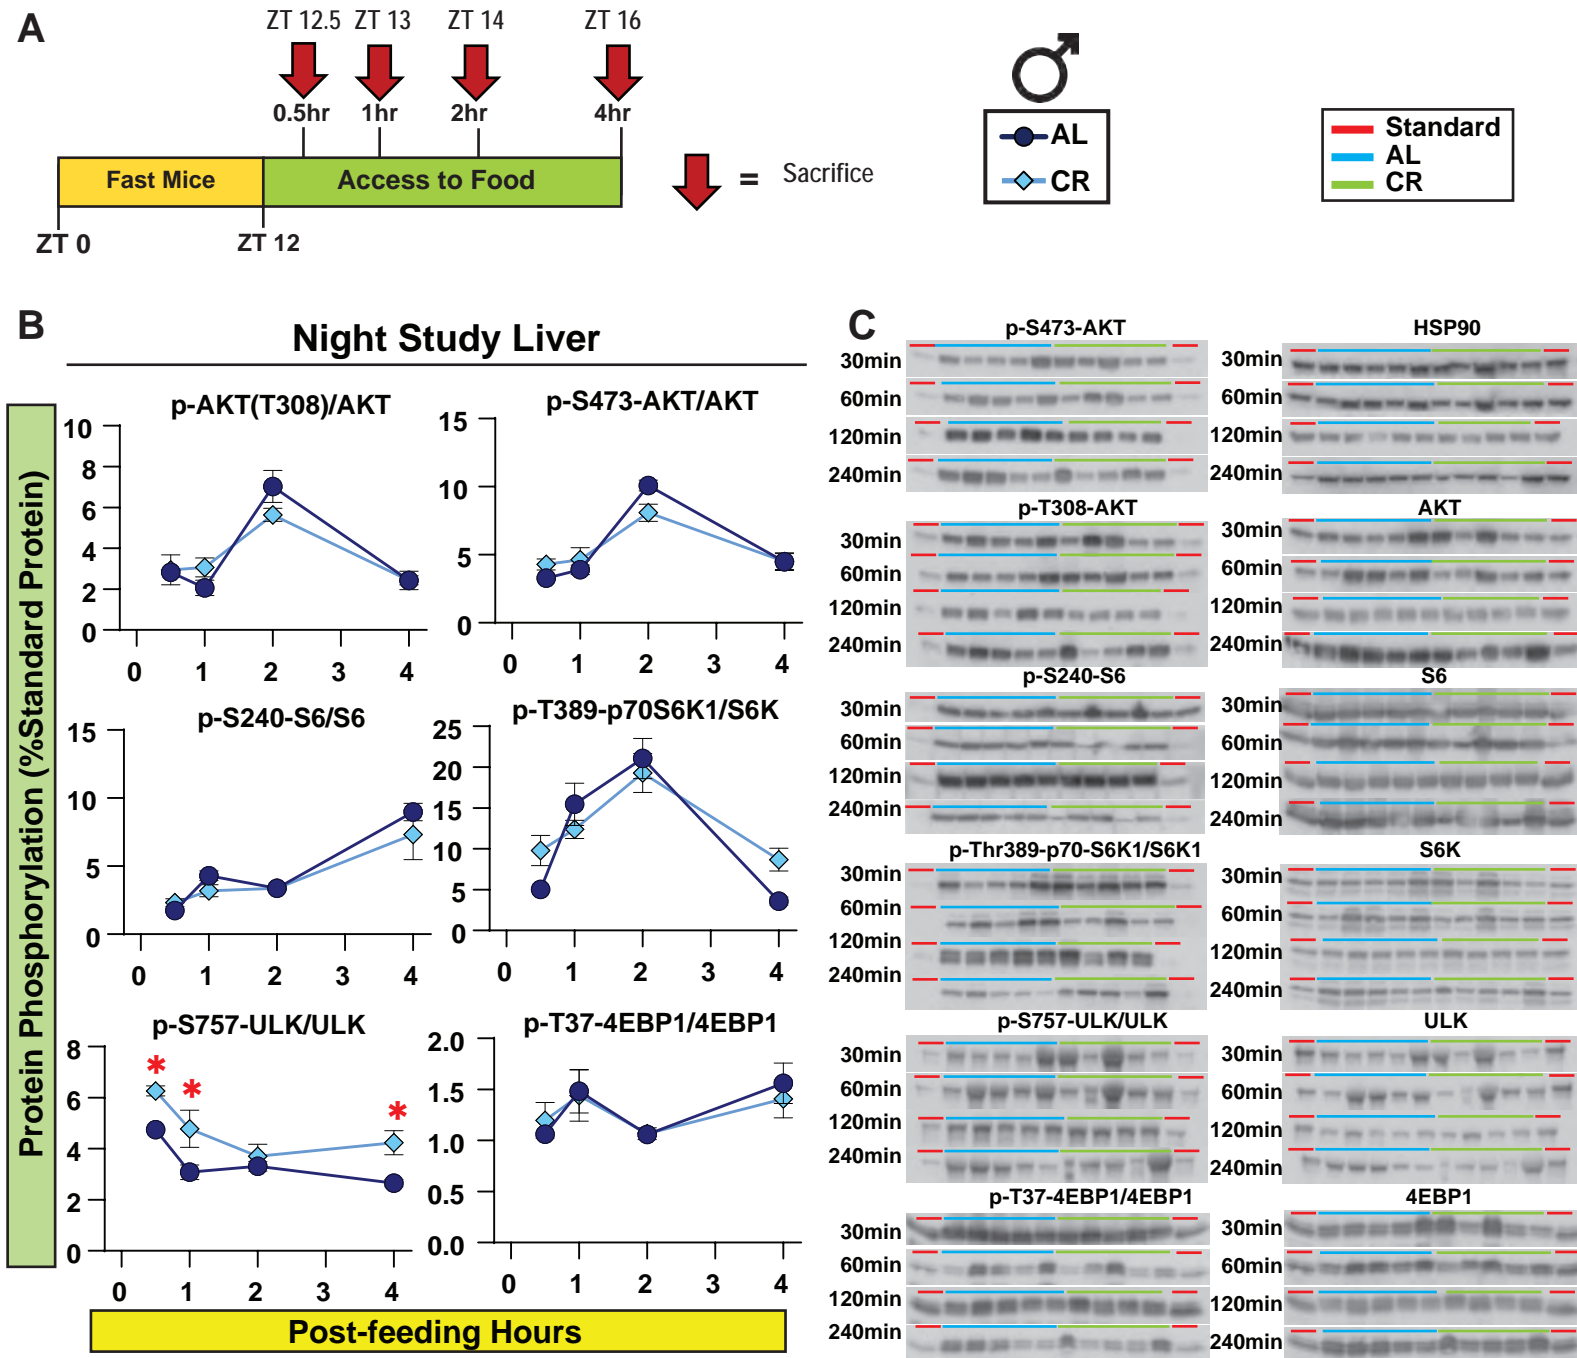 A
ZT 12.5 ZT 13 ZT 14 ZT 16
0.5hr 1hr 2hr 4hr
Fast Mice Access to Food
ZT 0 ZT 12
= Sacrifice
AL
CR
Standard
AL
CR
B
Night Study Liver
Protein Phosphorylation (%Standard Protein)
p-AKT(T308)/AKT
10
8
6
4
2
0
0 1 2 3 4
p-S473-AKT/AKT
15
10
5
0
0 1 2 3 4
p-S240-S6/S6
15
10
5
0
0 1 2 3 4
p-T389-p70S6K1/S6K
25
20
15
10
5
0
0 1 2 3 4
p-S757-ULK/ULK
8
6
4
2
0
* * *
0 1 2 3 4
p-T37-4EBP1/4EBP1
2.0
1.5
1.0
0.5
0.0
0 1 2 3 4
Post-feeding Hours
C
p-S473-AKT
30min
60min
120min
240min
HSP90
30min
60min
120min
240min
p-T308-AKT
30min
60min
120min
240min
AKT
30min
60min
120min
240min
p-S240-S6
30min
60min
120min
240min
S6
30min
60min
120min
240min
p-Thr389-p70-S6K1/S6K1
30min
60min
120min
240min
S6K
30min
60min
120min
240min
p-S757-ULK/ULK
30min
60min
120min
240min
ULK
30min
60min
120min
240min
p-T37-4EBP1/4EBP1
30min
60min
120min
240min
4EBP1
30min
60min
120min
240min